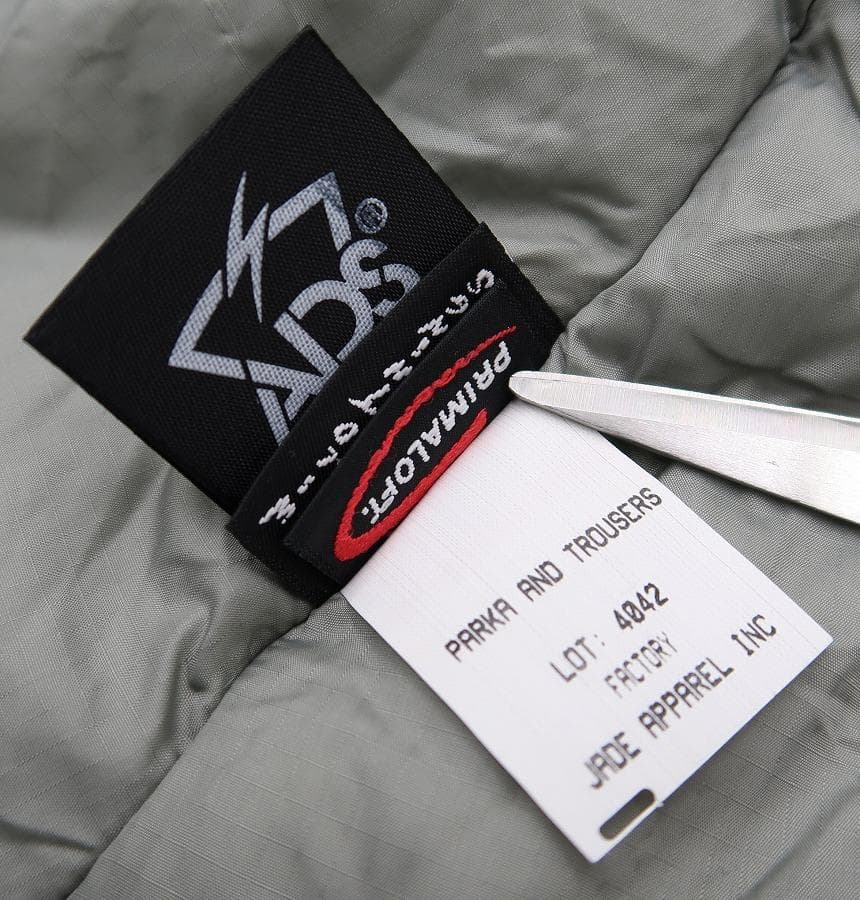 ADS®
PRIMALOFT®
PARKA AND TROUSERS
LOT: 4042
FACTORY
JADE APPAREL INC